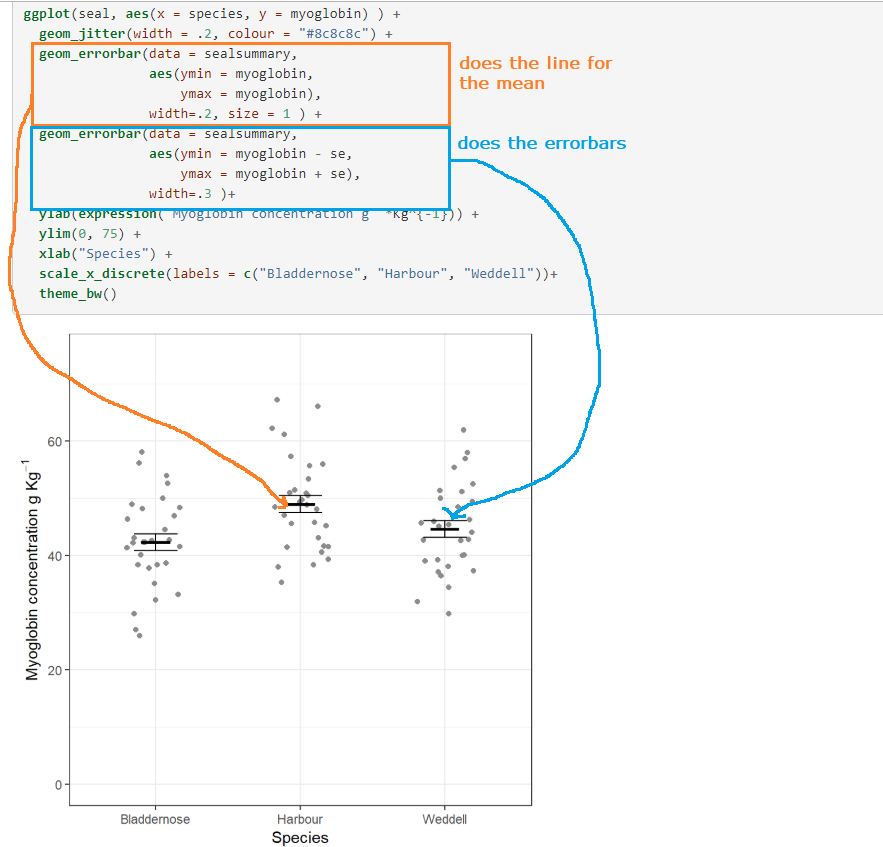 ggplot(seal, aes(x = species, y = myoglobin) ) +
geom_jitter(width = .2, colour = "#8c8c8c") +
geom_errorbar(data = sealsummary,
aes(ymin = myoglobin,
ymax = myoglobin),
width=.2, size = 1 ) +
does the line for
the mean
geom_errorbar(data = sealsummary,
aes(ymin = myoglobin - se,
ymax = myoglobin + se),
width=.3 )+
does the errorbars
ylab(expression( Myoglobin concentration g *Kg^{-1})) +
ylim(0, 75) +
xlab("Species") +
scale_x_discrete(labels = c("Bladdernose", "Harbour", "Weddell"))+
theme_bw()
Myoglobin concentration g Kg⁻¹
60
40
20
0
Bladdernose Harbour Weddell
Species